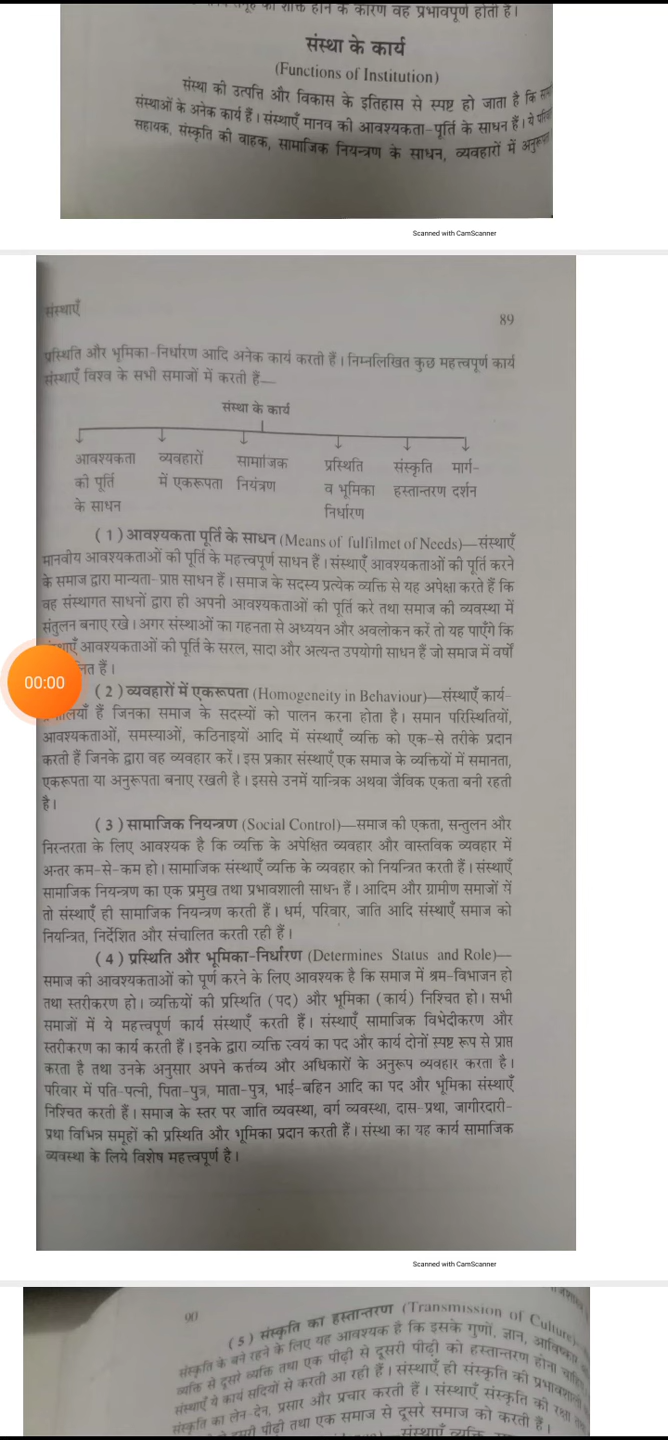 समूह की शक्ति होने के कारण वह प्रभावपूर्ण होती है।
संस्था के कार्य
(Functions of Institution)
संस्था की उत्पत्ति और विकास के इतिहास से स्पष्ट हो जाता है कि
संस्थाओं के अनेक कार्य हैं। संस्थाएँ मानव की आवश्यकता-पूर्ति के साधन हैं। ये
सहायक, संस्कृति की वाहक, सामाजिक नियन्त्रण के साधन, व्यवहारों में
Scanned with CamScanner
संस्थाएँ
89
प्रस्थिति और भूमिका-निर्धारण आदि अनेक कार्य करती हैं। निम्नलिखित कुछ महत्त्वपूर्ण कार्य
संस्थाएँ विश्व के सभी समाजों में करती हैं—
संस्था के कार्य
आवश्यकता व्यवहारों सामाजिक प्रस्थिति संस्कृति मार्ग-
की पूर्ति में एकरूपता नियंत्रण व भूमिका हस्तान्तरण दर्शन
के साधन निर्धारण
(1) आवश्यकता पूर्ति के साधन (Means of fulfilmet of Needs)—संस्थाएँ
मानवीय आवश्यकताओं की पूर्ति के महत्त्वपूर्ण साधन हैं। संस्थाएँ आवश्यकताओं की पूर्ति करने
के समाज द्वारा मान्यता-प्राप्त साधन हैं। समाज के सदस्य प्रत्येक व्यक्ति से यह अपेक्षा करते हैं कि
वह संस्थागत साधनों द्वारा ही अपनी आवश्यकताओं की पूर्ति करे तथा समाज की व्यवस्था में
संतुलन बनाए रखे। अगर संस्थाओं का गहनता से अध्ययन और अवलोकन करें तो यह पाएँगे कि
आवश्यकताओं की पूर्ति के सरल, सादा और अत्यन्त उपयोगी साधन हैं जो समाज में वर्षों
हैं।
00:00
(2) व्यवहारों में एकरूपता (Homogeneity in Behaviour)—संस्थाएँ कार्य-
हैं जिनका समाज के सदस्यों को पालन करना होता है। समान परिस्थितियों,
आवश्यकताओं, समस्याओं, कठिनाइयों आदि में संस्थाएँ व्यक्ति को एक-से तरीके प्रदान
करती हैं जिनके द्वारा वह व्यवहार करें। इस प्रकार संस्थाएँ एक समाज के व्यक्तियों में समानता,
एकरूपता या अनुरूपता बनाए रखती है। इससे उनमें यान्त्रिक अथवा जैविक एकता बनी रहती
है।
(3) सामाजिक नियन्त्रण (Social Control)—समाज की एकता, सन्तुलन और
निरन्तरता के लिए आवश्यक है कि व्यक्ति के अपेक्षित व्यवहार और वास्तविक व्यवहार में
अन्तर कम-से-कम हो। सामाजिक संस्थाएँ व्यक्ति के व्यवहार को नियन्त्रित करती हैं। संस्थाएँ
सामाजिक नियन्त्रण का एक प्रमुख तथा प्रभावशाली साधन हैं। आदिम और ग्रामीण समाजों में
तो संस्थाएँ ही सामाजिक नियन्त्रण करती हैं। धर्म, परिवार, जाति आदि संस्थाएँ समाज को
नियन्त्रित, निर्देशित और संचालित करती रही हैं।
(4) प्रस्थिति और भूमिका-निर्धारण (Determines Status and Role)—
समाज की आवश्यकताओं को पूर्ण करने के लिए आवश्यक है कि समाज में श्रम-विभाजन हो
तथा स्तरीकरण हो। व्यक्तियों की प्रस्थिति (पद) और भूमिका (कार्य) निश्चित हो। सभी
समाजों में ये महत्त्वपूर्ण कार्य संस्थाएँ करती हैं। संस्थाएँ सामाजिक विभेदीकरण और
स्तरीकरण का कार्य करती हैं। इनके द्वारा व्यक्ति स्वयं का पद और कार्य दोनों स्पष्ट रूप से प्राप्त
करता है तथा उनके अनुसार अपने कर्त्तव्य और अधिकारों के अनुरूप व्यवहार करता है।
परिवार में पति-पत्नी, पिता-पुत्र, माता-पुत्र, भाई-बहिन आदि का पद और भूमिका संस्थाएँ
निश्चित करती हैं। समाज के स्तर पर जाति व्यवस्था, वर्ग व्यवस्था, दास-प्रथा, जागीरदारी-
प्रथा विभिन्न समूहों की प्रस्थिति और भूमिका प्रदान करती हैं। संस्था का यह कार्य सामाजिक
व्यवस्था के लिये विशेष महत्त्वपूर्ण है।
Scanned with CamScanner
90
(5) संस्कृति का हस्तान्तरण (Transmission of Culture)
संस्कृति के बने रहने के लिए यह आवश्यक है कि इसके गुणों, ज्ञान,
व्यक्ति से दूसरे व्यक्ति तथा एक पीढ़ी से दूसरी पीढ़ी को हस्तान्तरण होना
संस्थाएँ ये कार्य सदियों से करती आ रही हैं। संस्थाएँ ही संस्कृति की
संस्कृति का लेन-देन, प्रसार और प्रचार करती हैं। संस्थाएँ संस्कृति की रक्षा
पीढ़ी तथा एक समाज से दूसरे समाज को करती हैं।